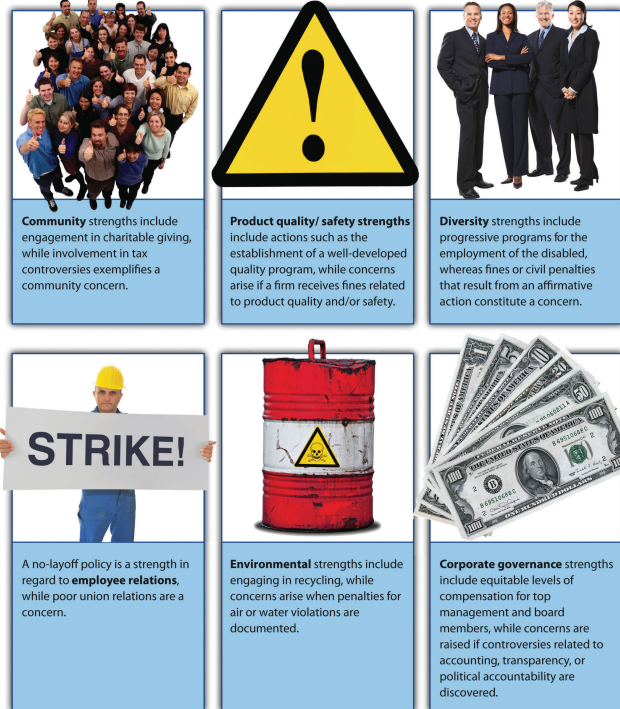 Community strengths include
engagement in charitable giving,
while involvement in tax
controversies exemplifies a
community concern.
Product quality/ safety strengths
include actions such as the
establishment of a well-developed
quality program, while concerns
arise if a firm receives fines related
to product quality and/or safety.
Diversity strengths include
progressive programs for the
employment of the disabled,
whereas fines or civil penalties
that result from an affirmative
action constitute a concern.
STRIKE!
A no-layoff policy is a strength in
regard to employee relations,
while poor union relations are a
concern.
Environmental strengths include
engaging in recycling, while
concerns arise when penalties for
air or water violations are
documented.
Corporate governance strengths
include equitable levels of
compensation for top
management and board
members, while concerns are
raised if controversies related to
accounting, transparency, or
political accountability are
discovered.